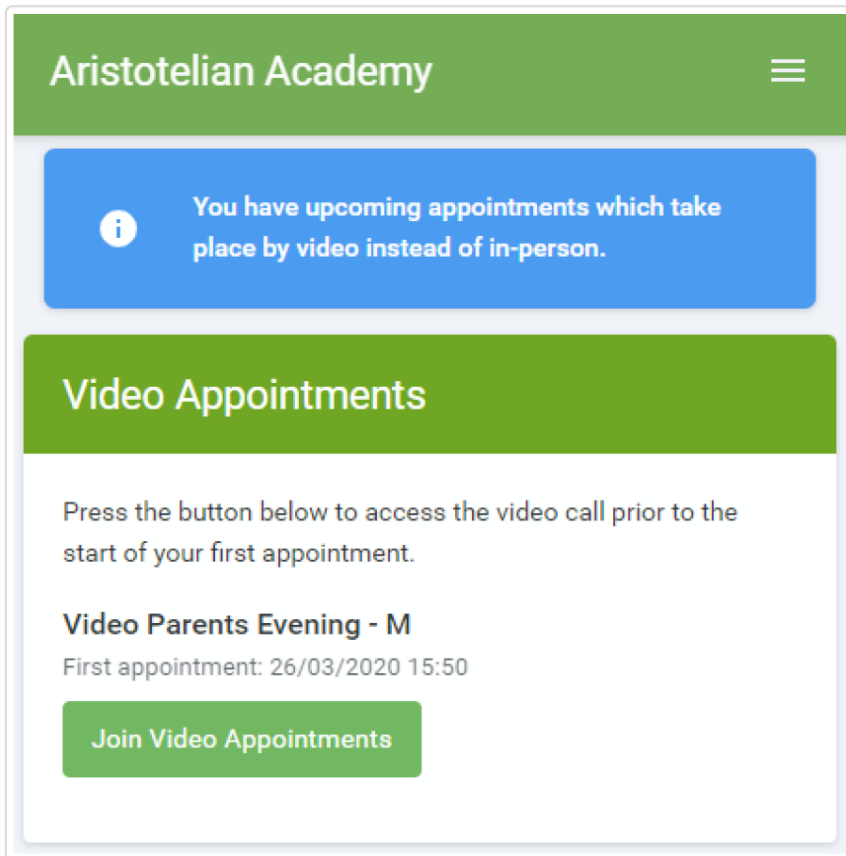 Aristotelian Academy
You have upcoming appointments which take
place by video instead of in-person.
Video Appointments
Press the button below to access the video call prior to the
start of your first appointment.
Video Parents Evening - M
First appointment: 26/03/2020 15:50
Join Video Appointments